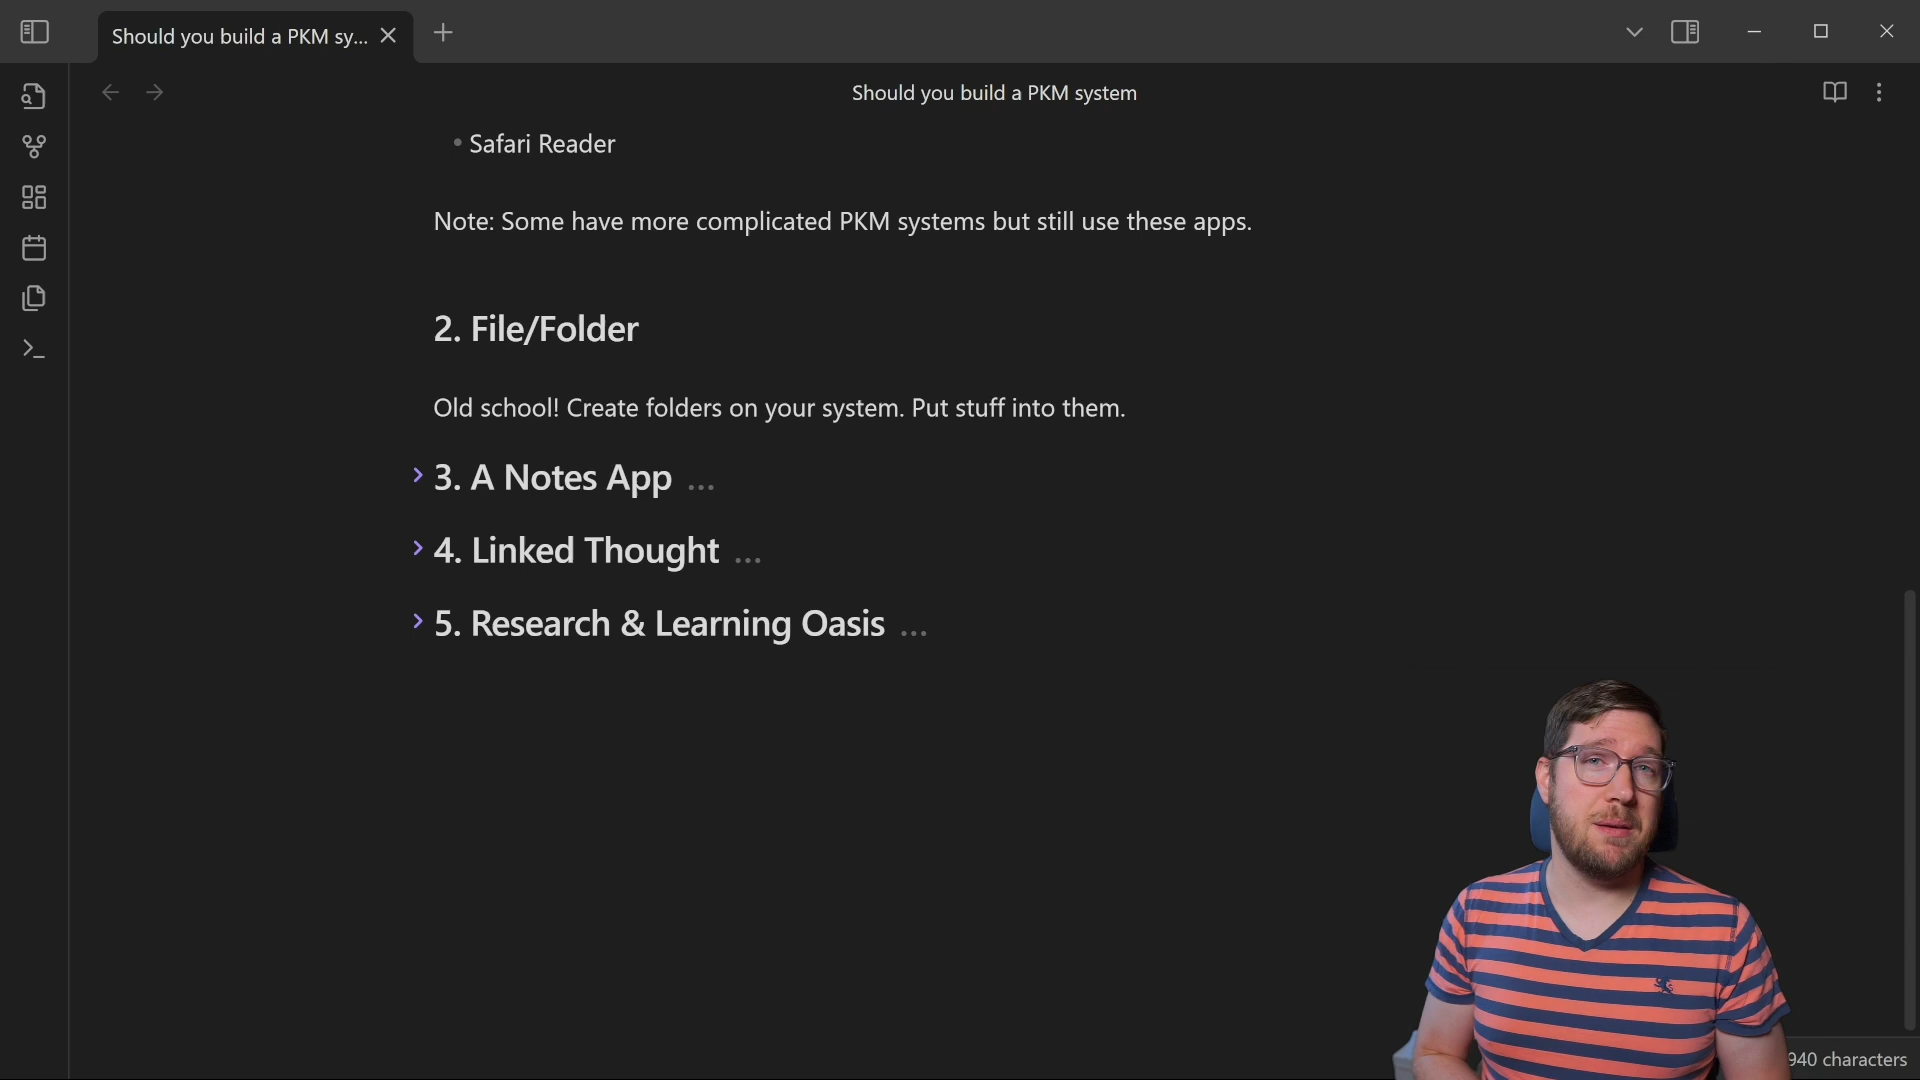 Should you build a PKM sy...
Should you build a PKM system
• Safari Reader
Note: Some have more complicated PKM systems but still use these apps.
2. File/Folder
Old school! Create folders on your system. Put stuff into them.
3. A Notes App ...
4. Linked Thought ...
5. Research & Learning Oasis ...
940 characters